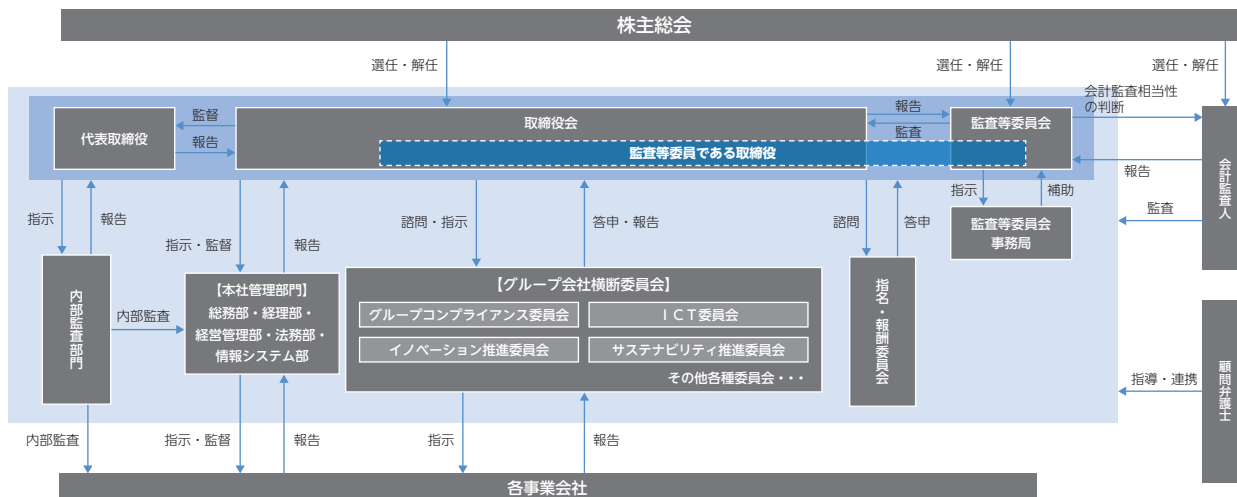 株主総会
選任・解任
選任・解任
選任・解任
代表取締役
監督
報告
取締役会
監査等委員である取締役
報告
監査
監査等委員会
会計監査相当性
の判断
報告
会計監査人
監査
指示
報告
指示・監督
報告
諮問・指示
答申・報告
諮問
答申
指示
補助
監査等委員会
事務局
内部監査部門
内部監査
【本社管理部門】
総務部・経理部・
経営管理部・法務部・
情報システム部
【グループ会社横断委員会】
グループコンプライアンス委員会
ICT委員会
イノベーション推進委員会
サステナビリティ推進委員会
その他各種委員会・・・
指名・報酬委員会
指導・連携
顧問弁護士
内部監査
指示・監督
報告
指示
報告
各事業会社